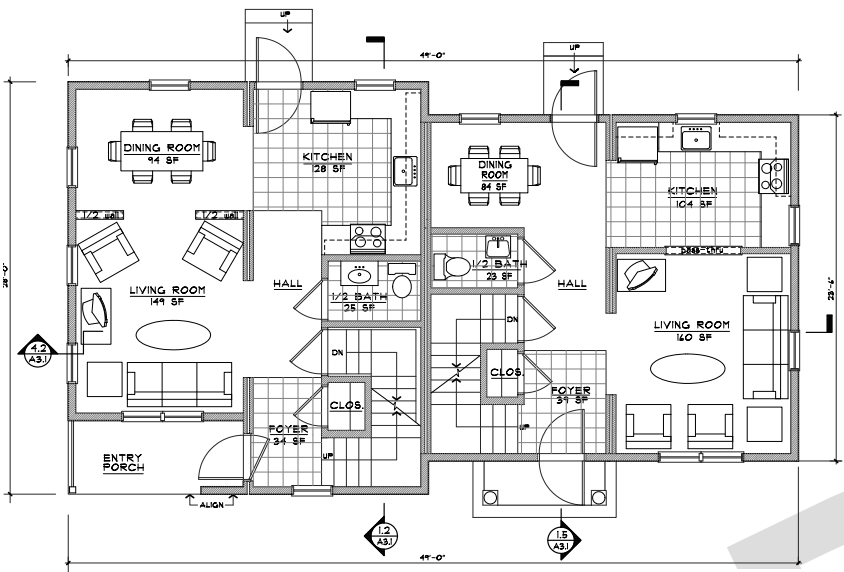 UP
49'-0"
UP
DINING ROOM
94 SF
KITCHEN
128 SF
DINING
ROOM
84 SF
KITCHEN
104 SF
1/2 wall
1/2 wall
pass-thru
HALL
1/2 BATH
23 SF
HALL
LIVING ROOM
149 SF
1/2 BATH
25 SF
28'-0"
23'-6"
DN
LIVING ROOM
160 SF
4.2
A3.1
DN
CLOS.
CLOS.
FOYER
39 SF
FOYER
34 SF
UP
UP
ENTRY
PORCH
ALIGN
1.2
A3.1
1.5
A3.1
49'-0"